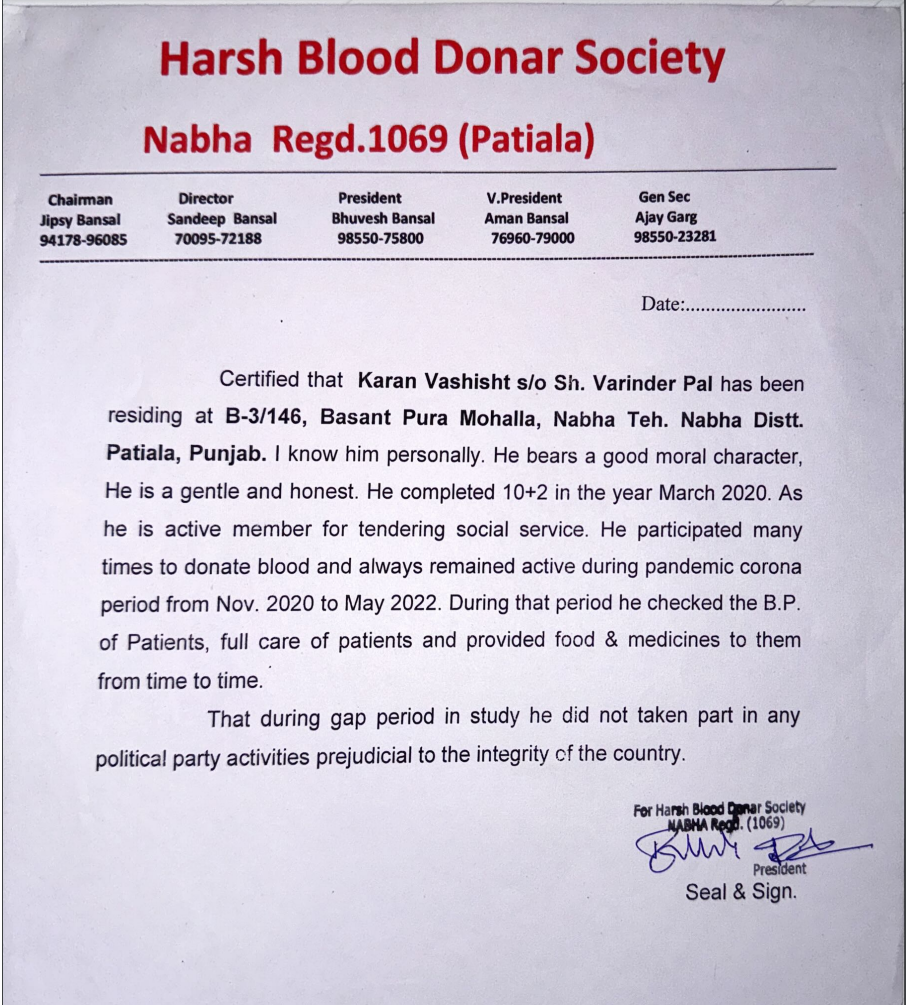 Harsh Blood Donar Society
Nabha Regd.1069 (Patiala)
Chairman Director President V.President Gen Sec
Jipsy Bansal Sandeep Bansal Bhuvesh Bansal Aman Bansal Ajay Garg
94178-96085 70095-72188 98550-75800 76960-79000 98550-23281
Date:........................
Certified that Karan Vashisht s/o Sh. Varinder Pal has been
residing at B-3/146, Basant Pura Mohalla, Nabha Teh. Nabha Distt.
Patiala, Punjab. I know him personally. He bears a good moral character,
He is a gentle and honest. He completed 10+2 in the year March 2020. As
he is active member for tendering social service. He participated many
times to donate blood and always remained active during pandemic corona
period from Nov. 2020 to May 2022. During that period he checked the B.P.
of Patients, full care of patients and provided food & medicines to them
from time to time.
That during gap period in study he did not taken part in any
political party activities prejudicial to the integrity of the country.
For Harsh Blood Donar Society
NABHA Regd. (1069)
President
Seal & Sign.